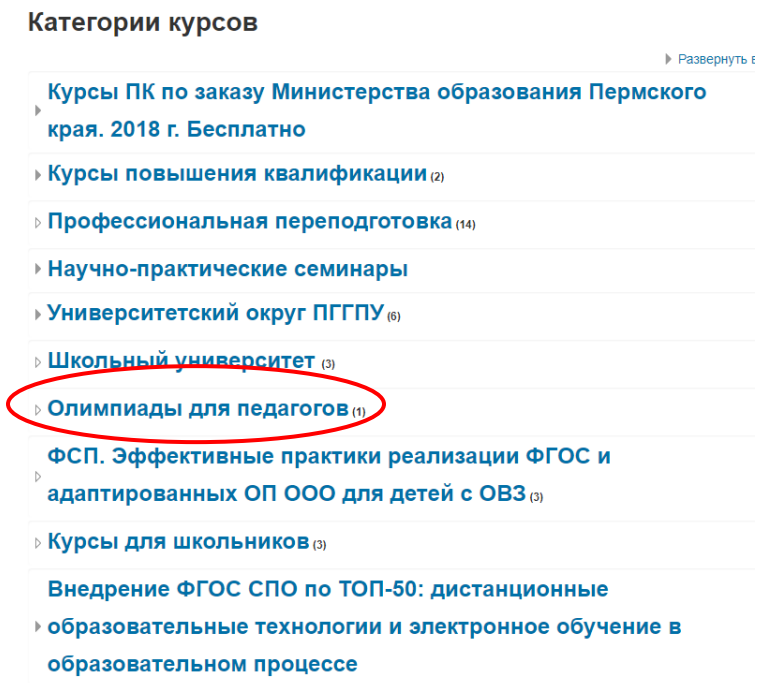 Категории курсов
Развернуть в
Курсы ПК по заказу Министерства образования Пермского
края. 2018 г. Бесплатно
Курсы повышения квалификации (2)
Профессиональная переподготовка (14)
Научно-практические семинары
Университетский округ ПГГПУ (6)
Школьный университет (3)
Олимпиады для педагогов (1)
ФСП. Эффективные практики реализации ФГОС и
адаптированных ОП ООО для детей с ОВЗ (3)
Курсы для школьников (3)
Внедрение ФГОС СПО по ТОП-50: дистанционные
образовательные технологии и электронное обучение в
образовательном процессе